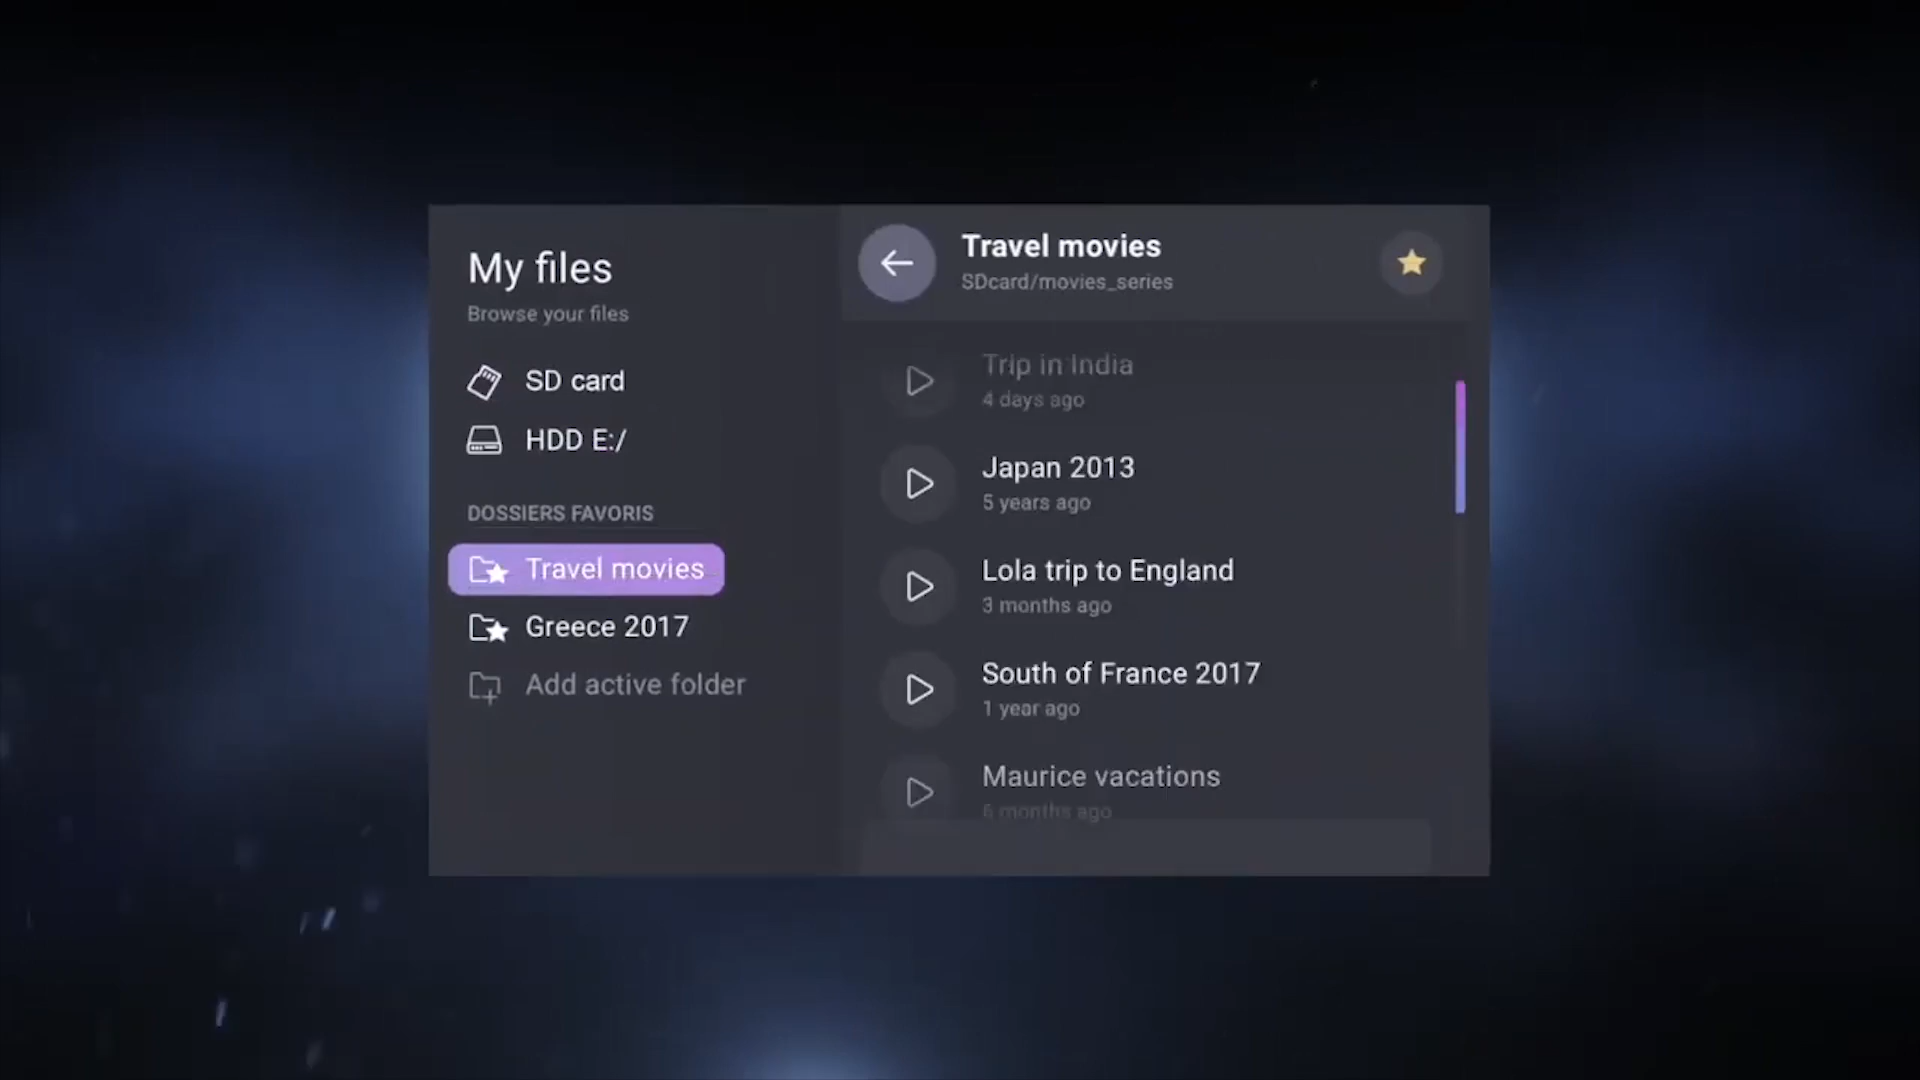 My files
Browse your files
SD card
HDD E:/
DOSSIERS FAVORIS
Travel movies
Greece 2017
Add active folder
Travel movies
SDcard/movies_series
Trip in India
4 days ago
Japan 2013
5 years ago
Lola trip to England
3 months ago
South of France 2017
1 year ago
Maurice vacations
6 months ago